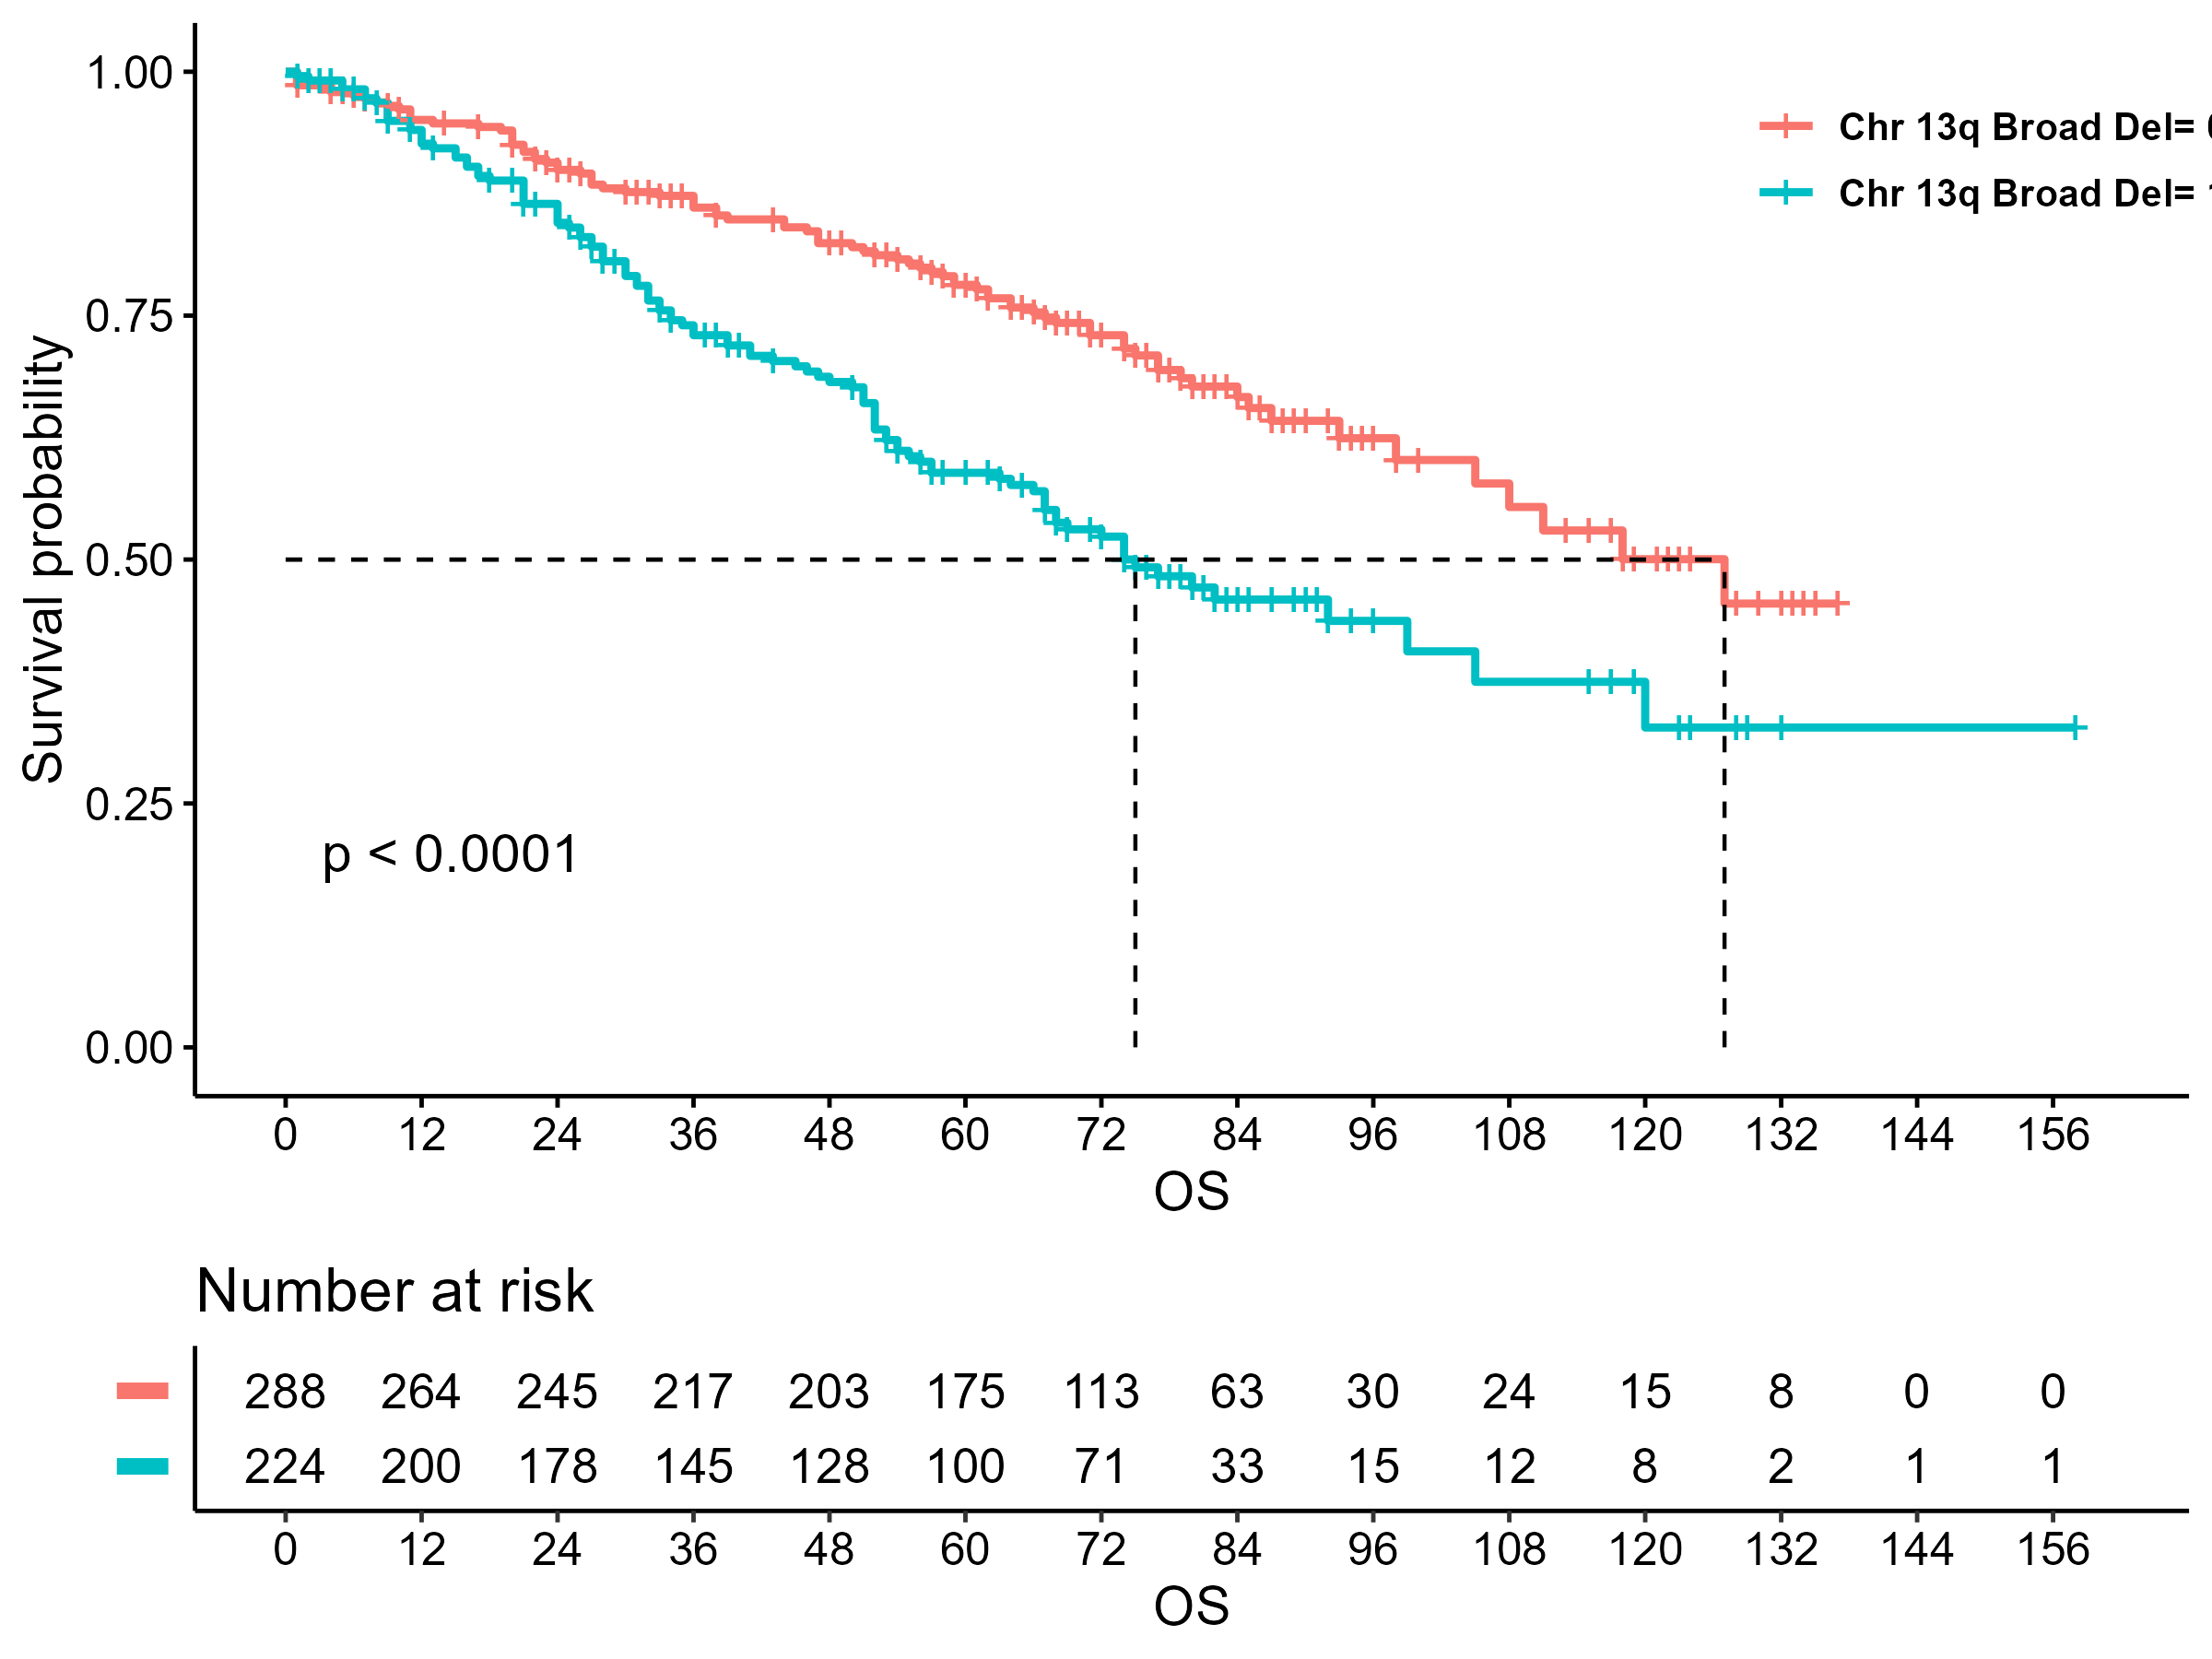 1.00
0.75
0.50
0.25
0.00
Survival probability
Chr 13q Broad Del=
Chr 13q Broad Del=
p < 0.0001
0 12 24 36 48 60 72 84 96 108 120 132 144 156
OS
Number at risk
288 264 245 217 203 175 113 63 30 24 15 8 0 0
224 200 178 145 128 100 71 33 15 12 8 2 1 1
0 12 24 36 48 60 72 84 96 108 120 132 144 156
OS